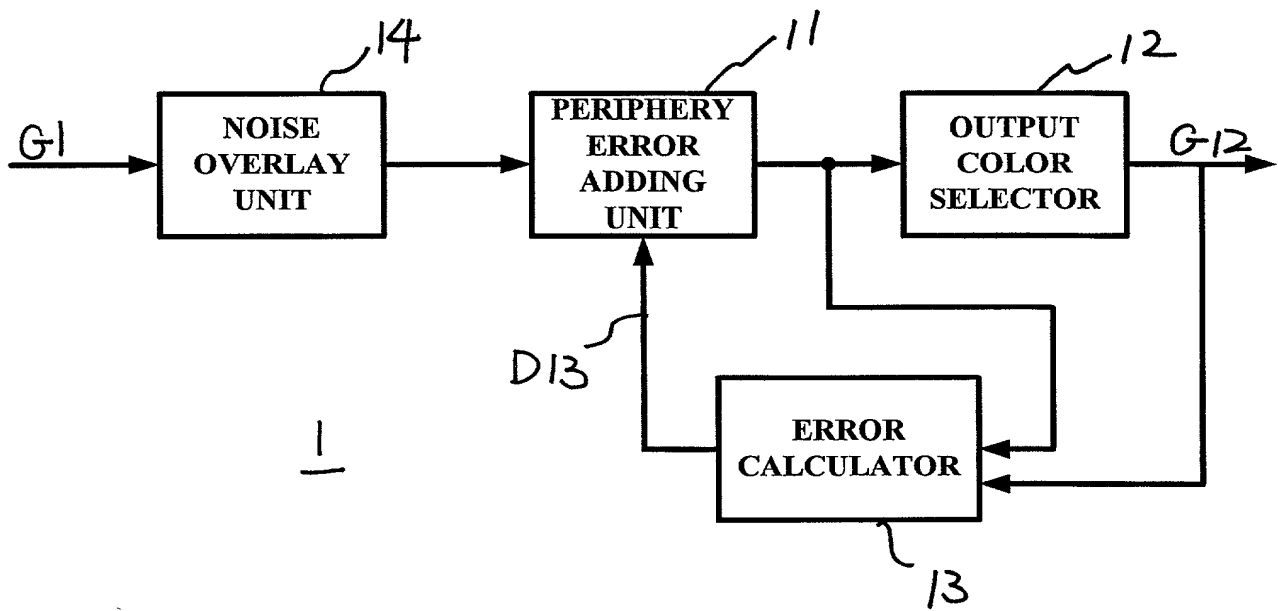 14
11
12
G1
NOISE
OVERLAY
UNIT
PERIPHERY
ERROR
ADDING
UNIT
OUTPUT
COLOR
SELECTOR
G12
D13
1
ERROR
CALCULATOR
13